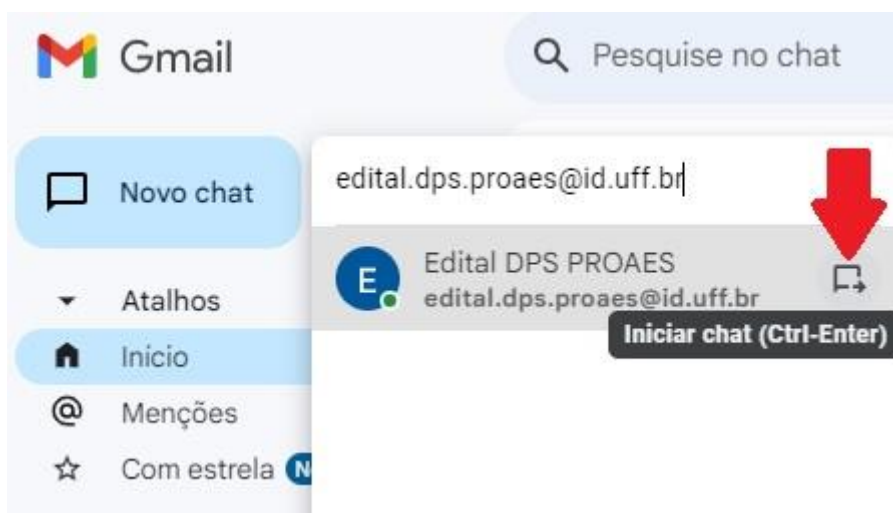 Gmail
Pesquise no chat
Novo chat
edital.dps.proaes@id.uff.br
E
Edital DPS PROAES
edital.dps.proaes@id.uff.br
Iniciar chat (Ctrl-Enter)
Atalhos
Inicio
Menções
Com estrela